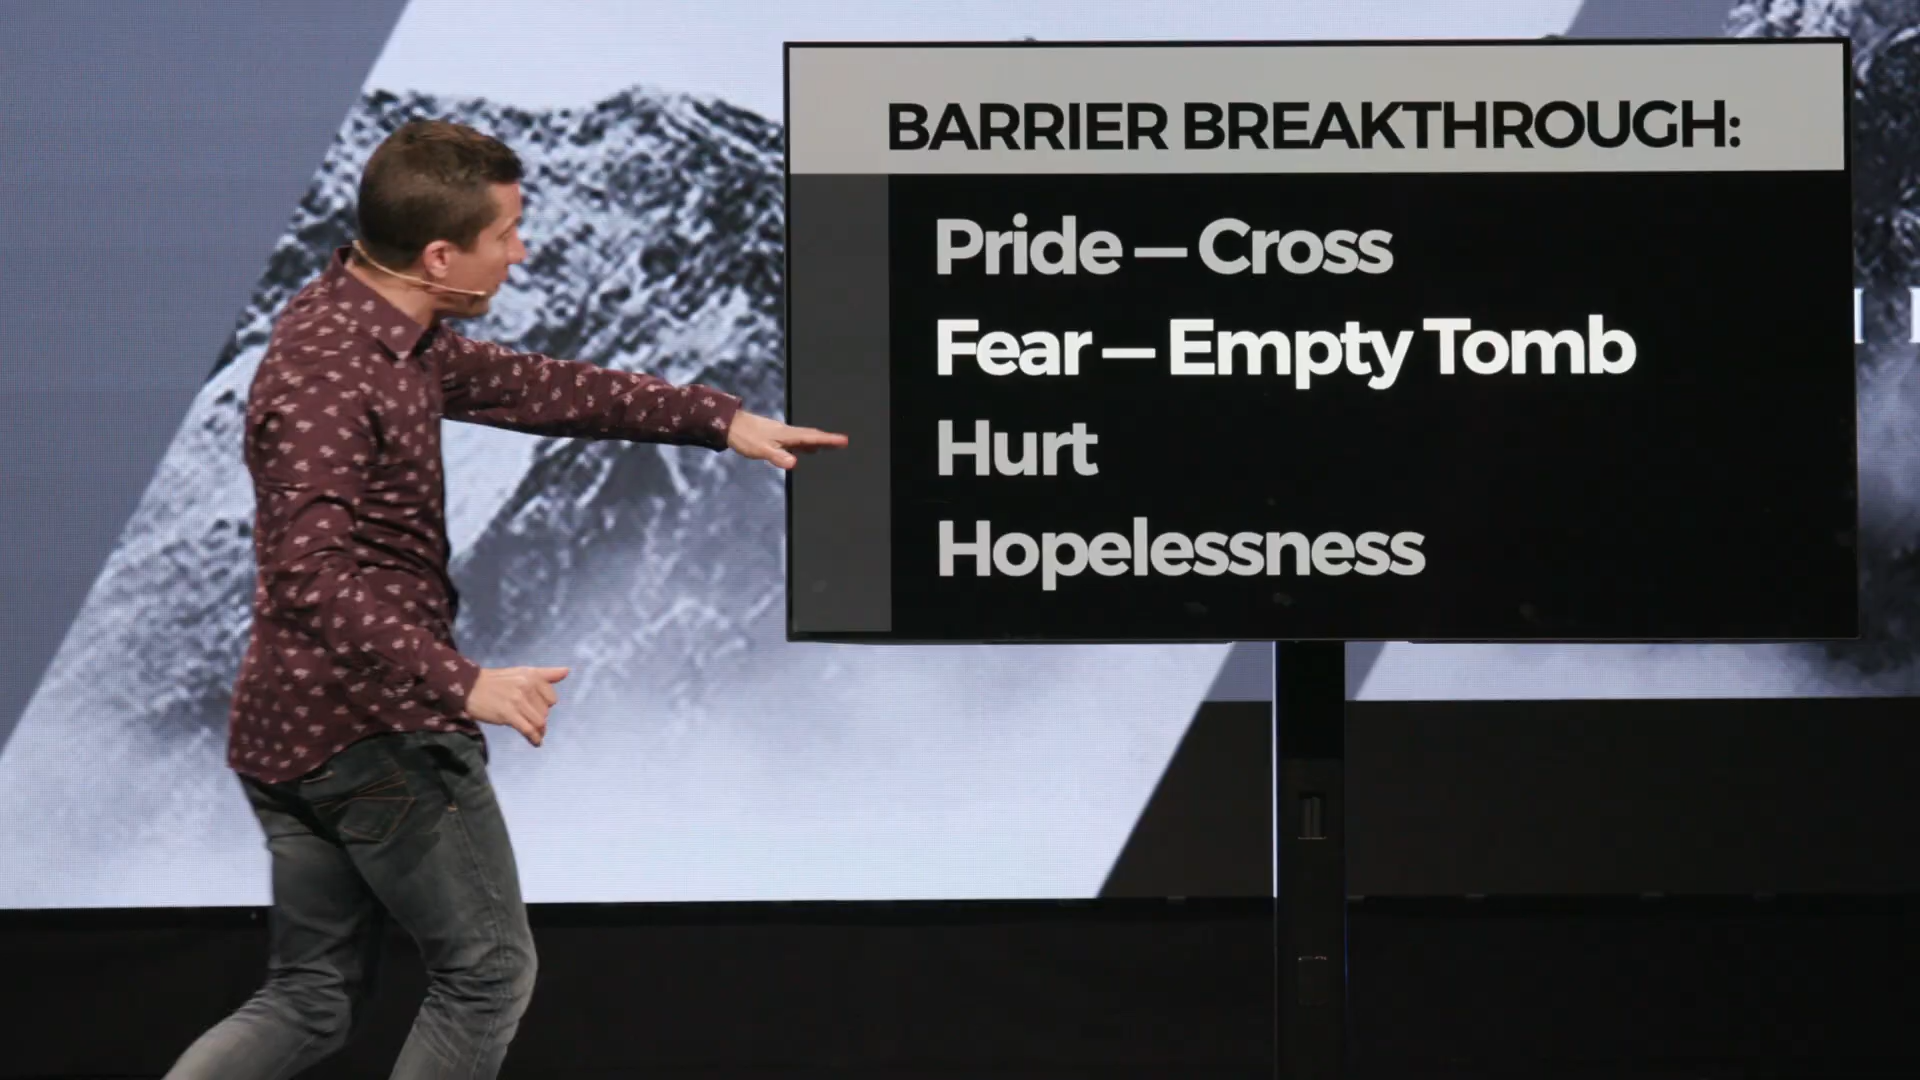 BARRIER BREAKTHROUGH:
Pride – Cross
Fear – Empty Tomb
Hurt
Hopelessness